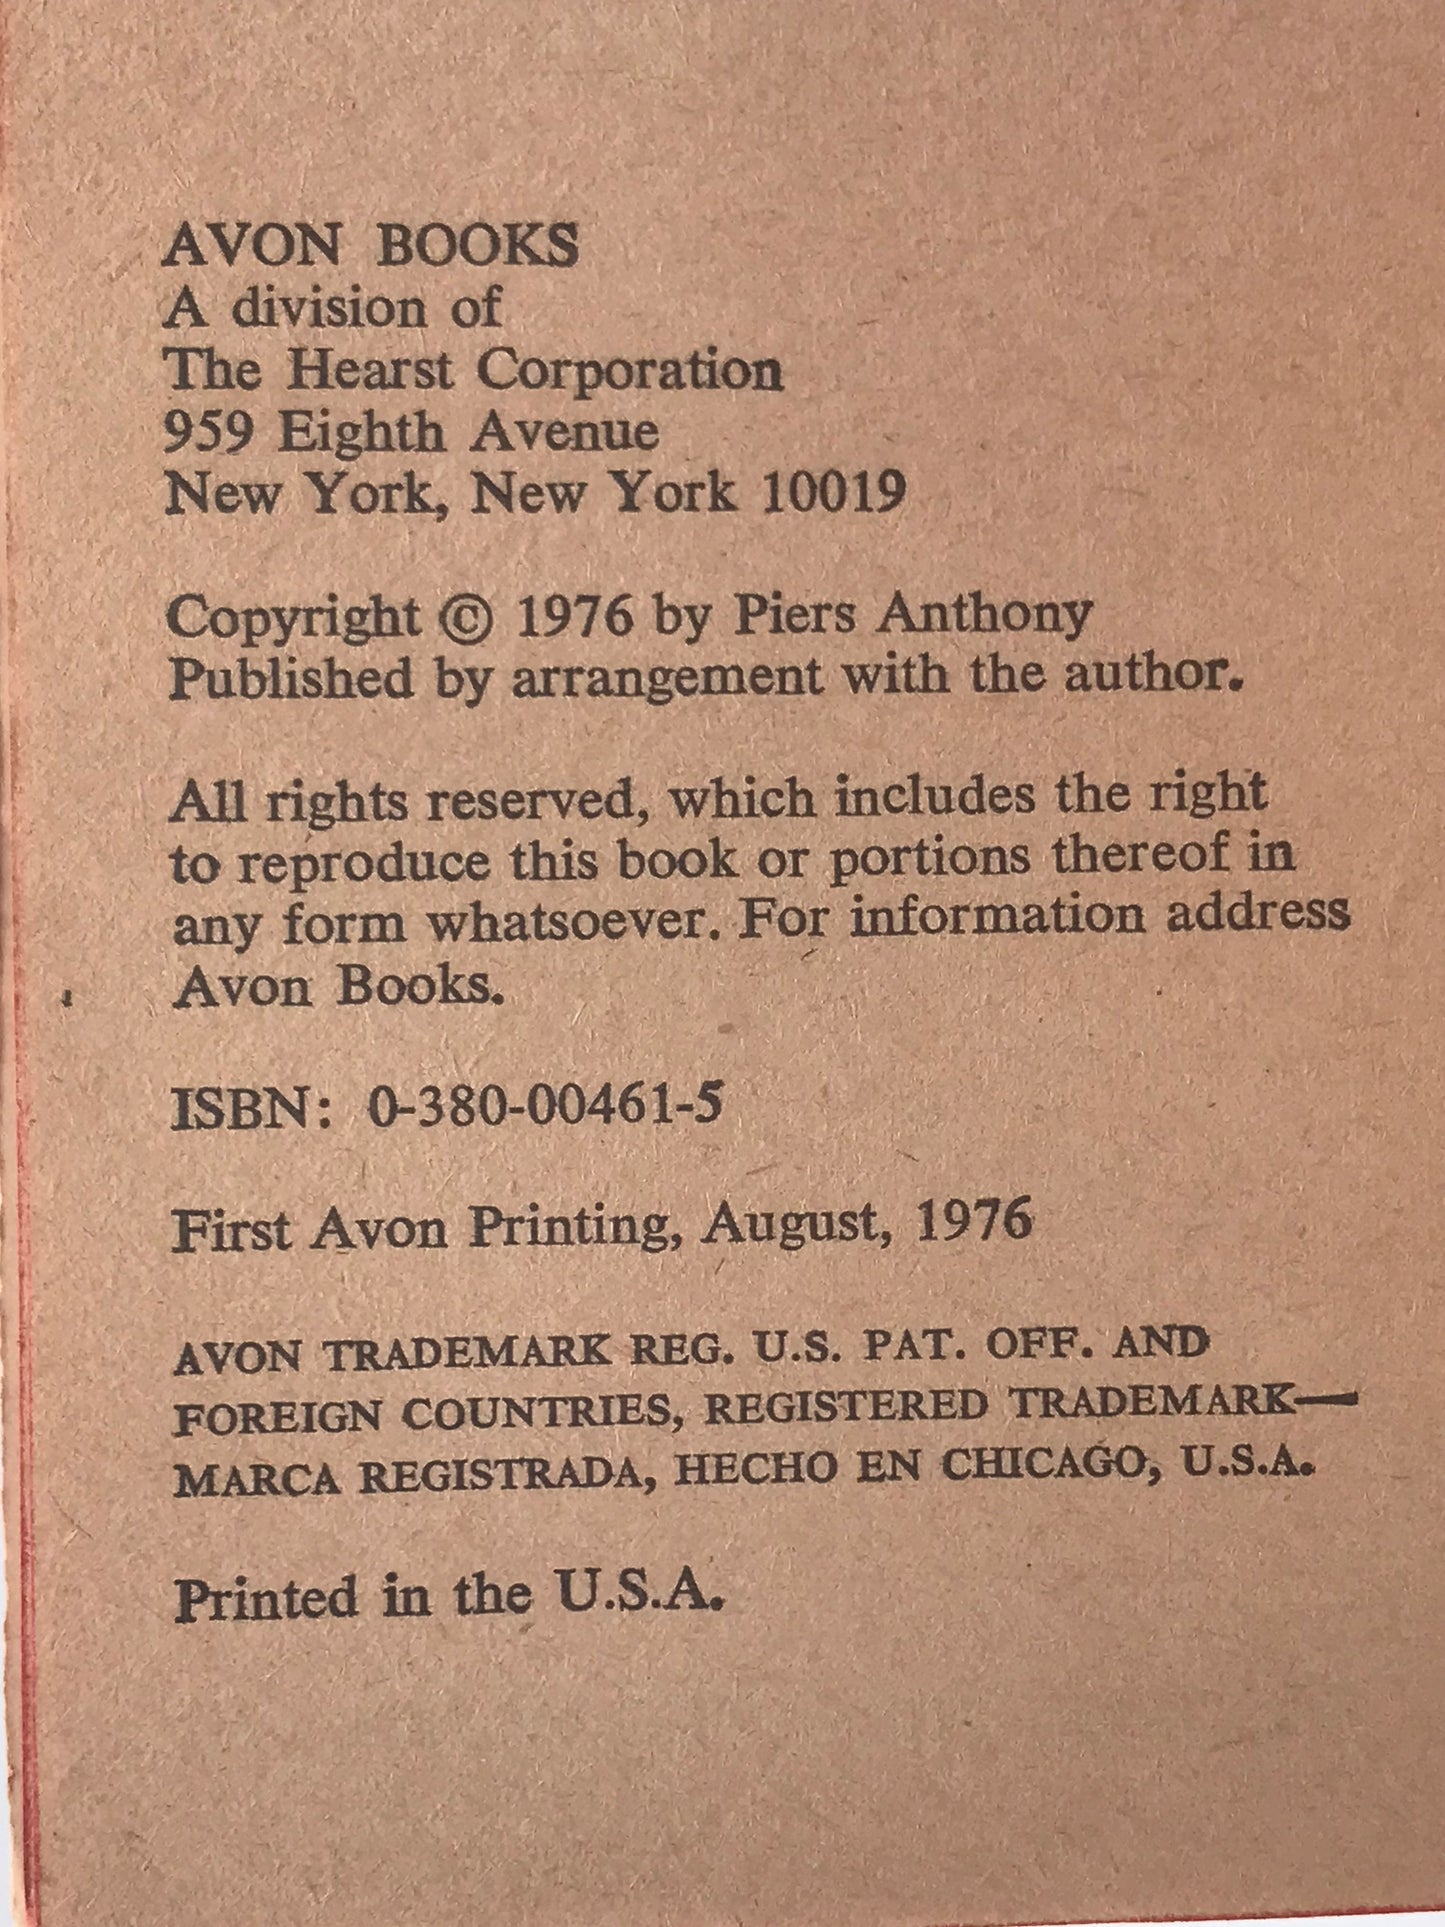 AVON BOOKS
A division of
The Hearst Corporation
959 Eighth Avenue
New York, New York 10019
Copyright © 1976 by Piers Anthony
Published by arrangement with the author.
All rights reserved, which includes the right
to reproduce this book or portions thereof in
any form whatsoever. For information address
Avon Books.
ISBN: 0-380-00461-5
First Avon Printing, August, 1976
AVON TRADEMARK REG. U.S. PAT. OFF. AND
FOREIGN COUNTRIES, REGISTERED TRADEMARK—
MARCA REGISTRADA, HECHO EN CHICAGO, U.S.A.
Printed in the U.S.A.